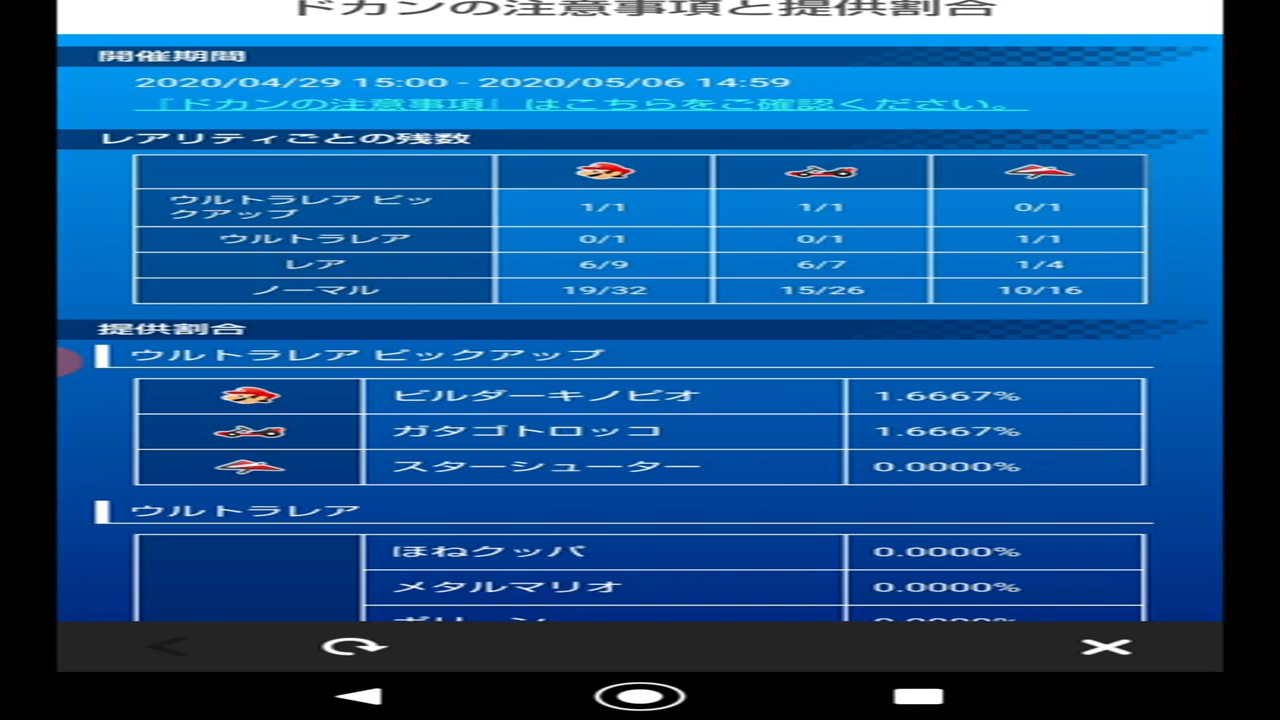 ドカンの注意事項と提供割合
開催期間
2020/04/29 15:00 - 2020/05/06 14:59
『ドカンの注意事項』はこちらをご確認ください。
レアリティごとの残数
ウルトラレア ピッ
クアップ 1/1 1/1 0/1
ウルトラレア 0/1 0/1 1/1
レア 6/9 6/7 1/4
ノーマル 19/32 15/26 10/16
提供割合
ウルトラレア ピックアップ
ビルダーキノピオ 1.6667%
ガタゴトロッコ 1.6667%
スターシューター 0.0000%
ウルトラレア
ほねクッパ 0.0000%
メタルマリオ 0.0000%